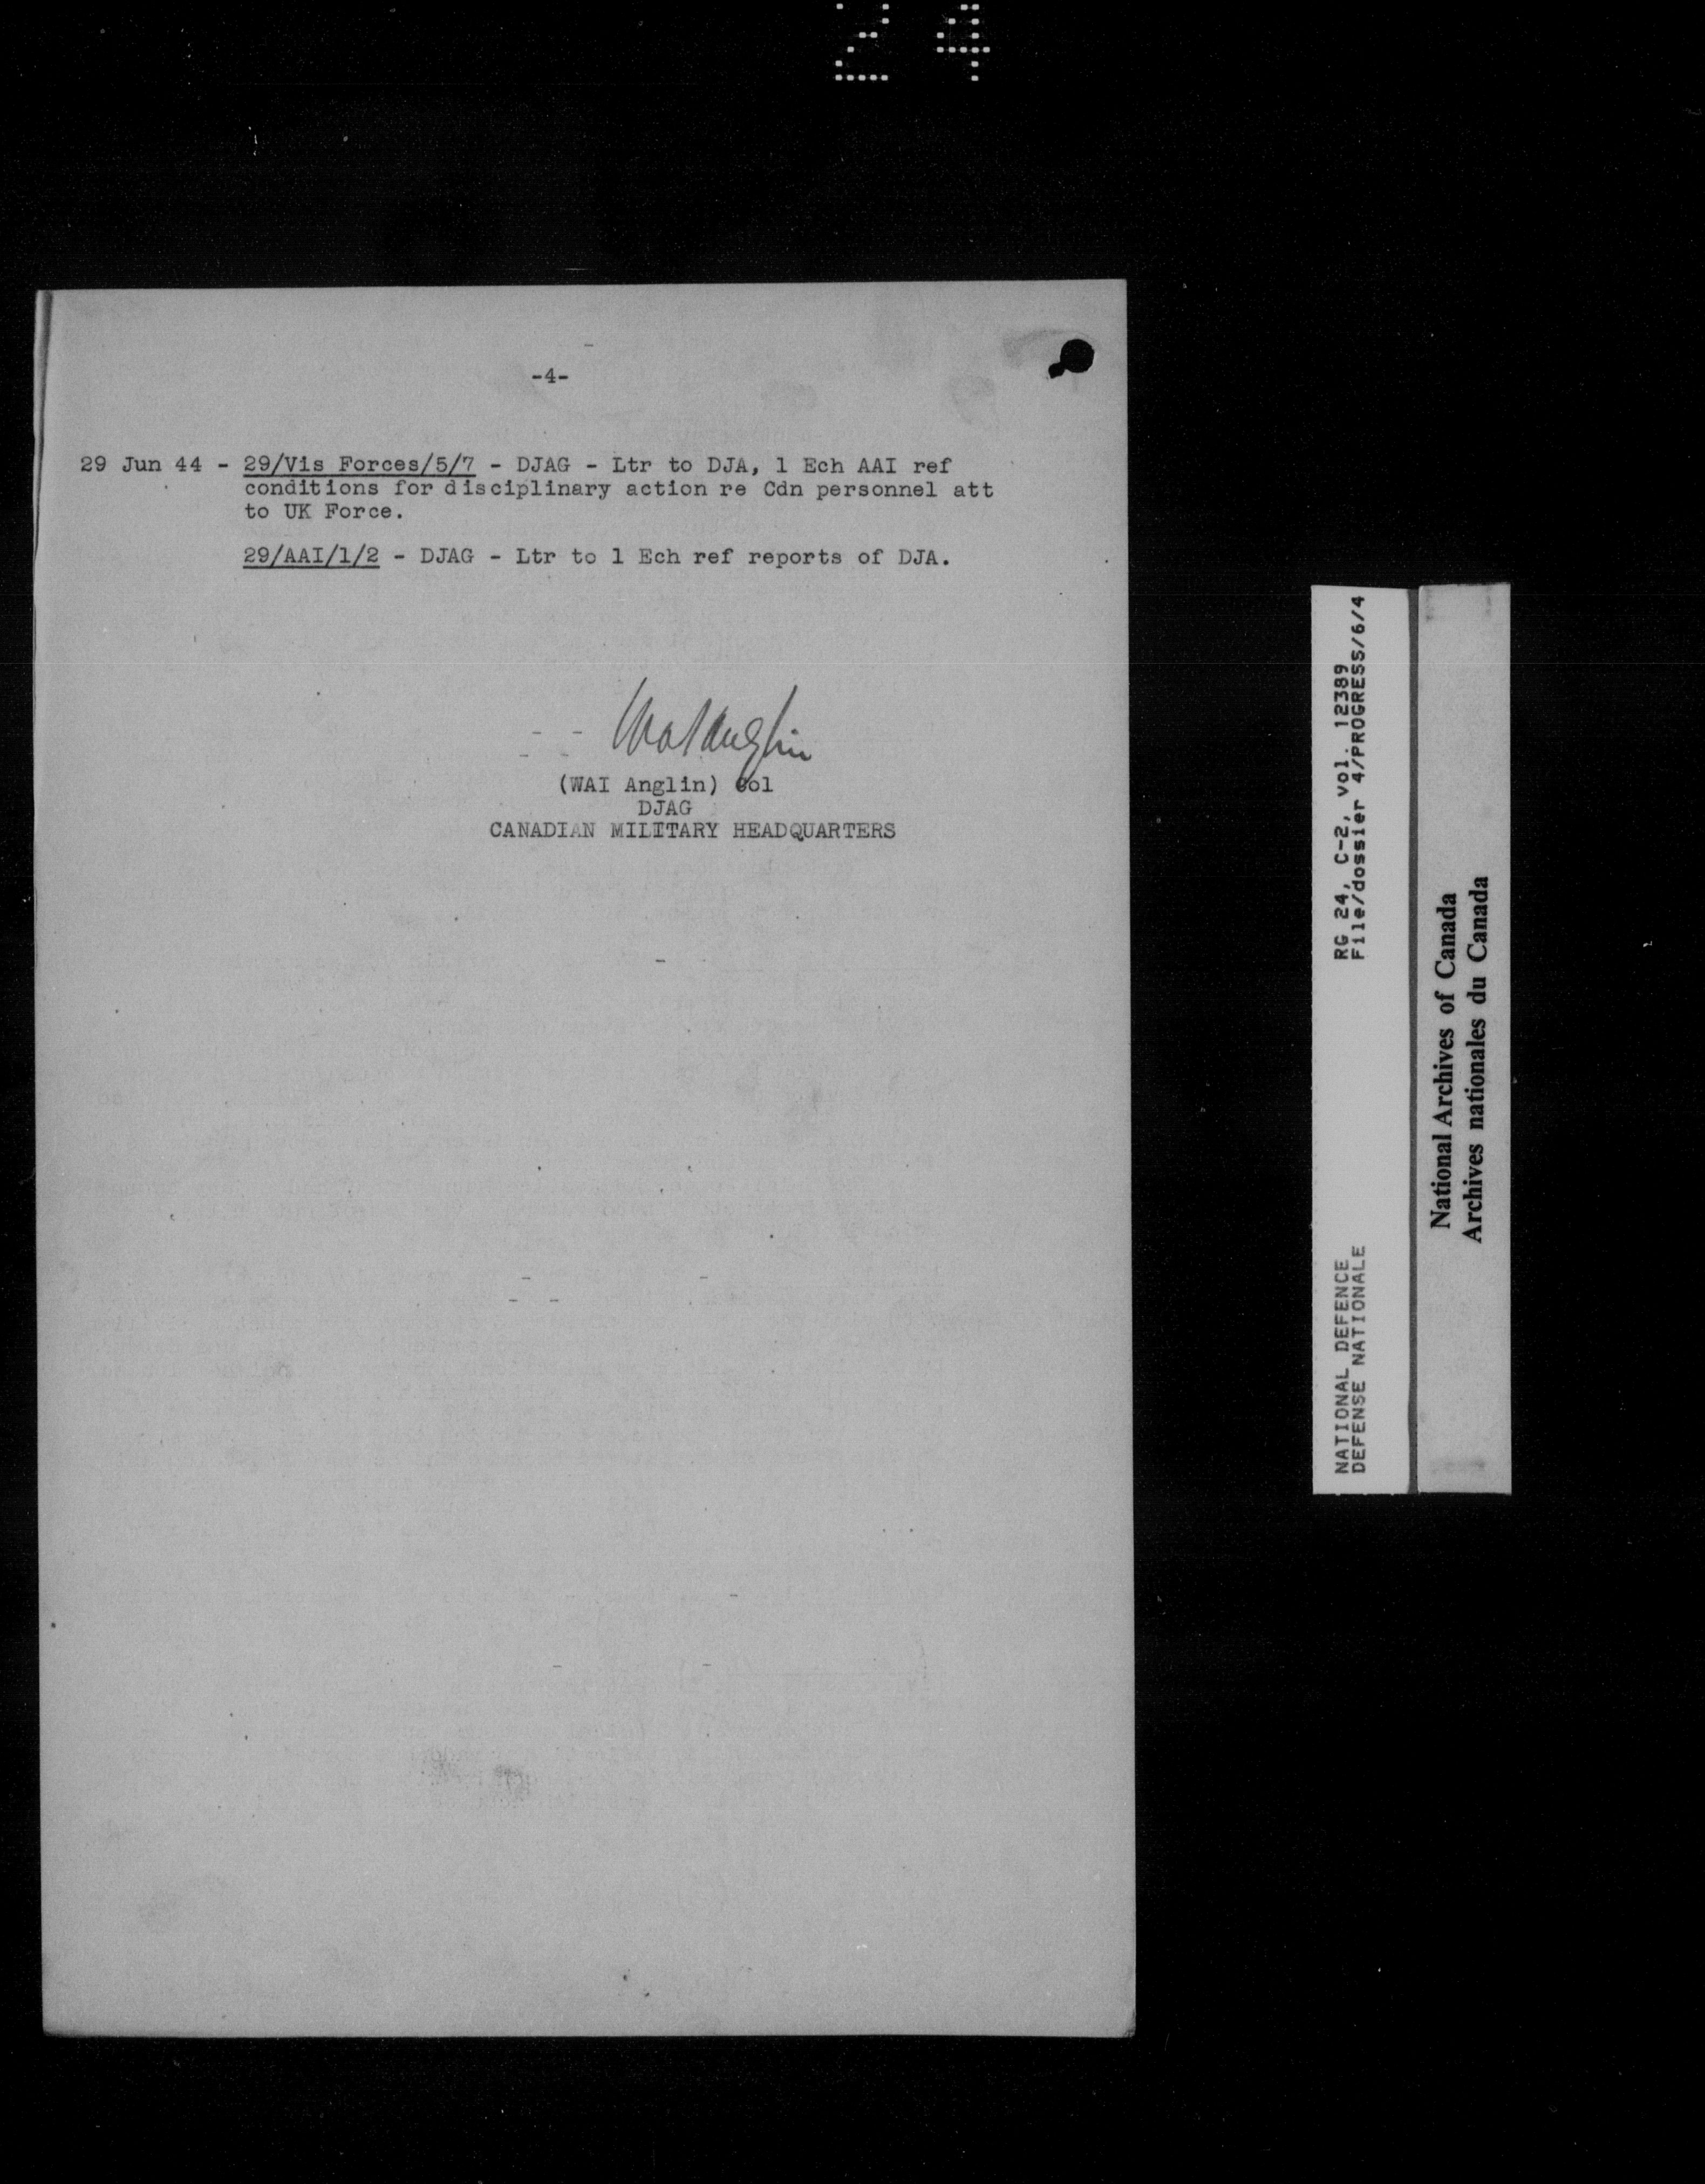 24
-4-
29 Jun 44 - 29/Vis Forces/5/7 - DJAG - Ltr to DJA, 1 Ech AAI ref
conditions for disciplinary action re Cdn personnel att
to UK Force.
29/AAI/1/2 - DJAG - Ltr to 1 Ech ref reports of DJA.
WAI Anglin
(WAI Anglin) Col
DJAG
CANADIAN MILITARY HEADQUARTERS
NATIONAL DEFENCE RG 24, C-2, vol. 12389
DEFENSE NATIONALE File/dossier 4/PROGRESS/6/4
National Archives of Canada
Archives nationales du Canada